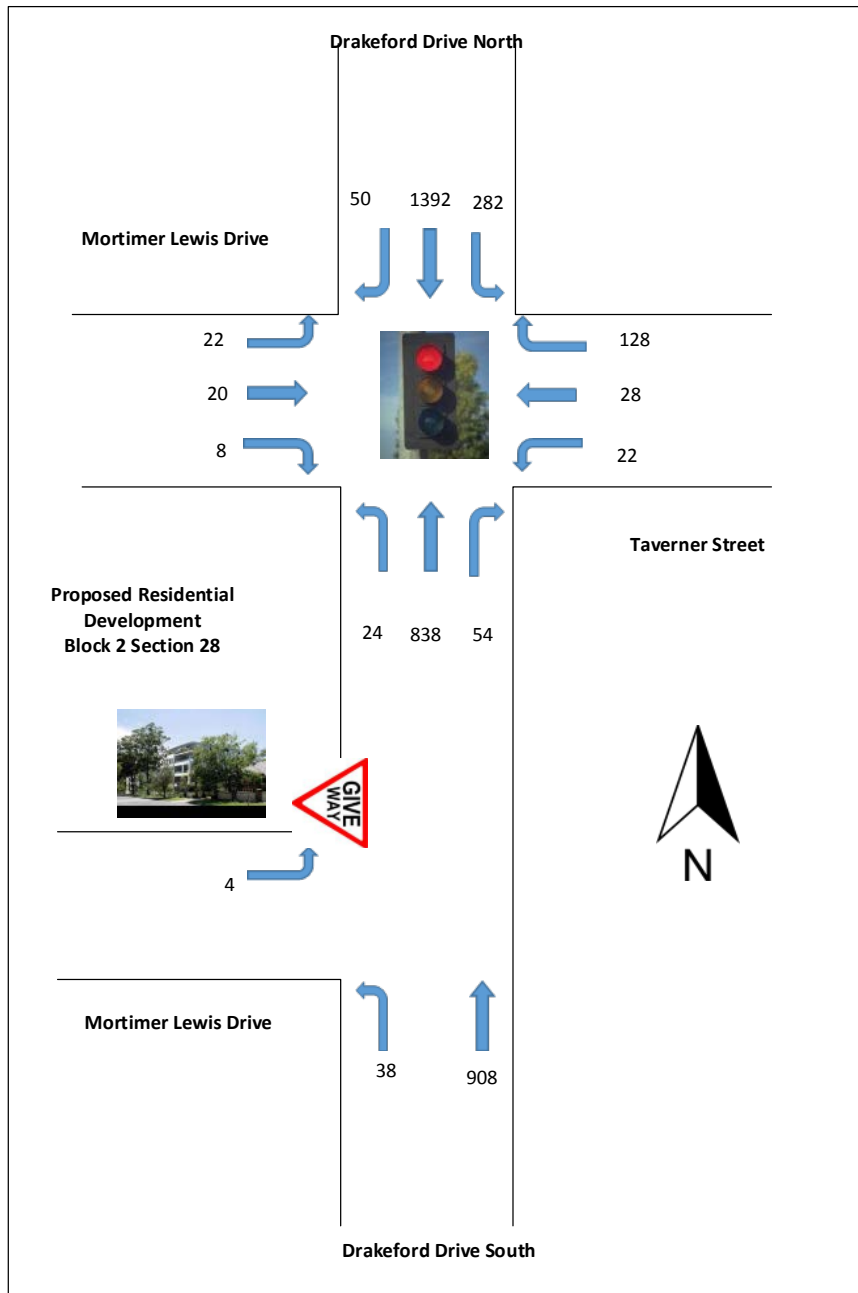 Drakeford Drive North
50 1392 282
Mortimer Lewis Drive
22
128
20
28
8
22
Taverner Street
Proposed Residential
Development
Block 2 Section 28
24 838 54
GIVE
WAY
4
N
Mortimer Lewis Drive
38 908
Drakeford Drive South